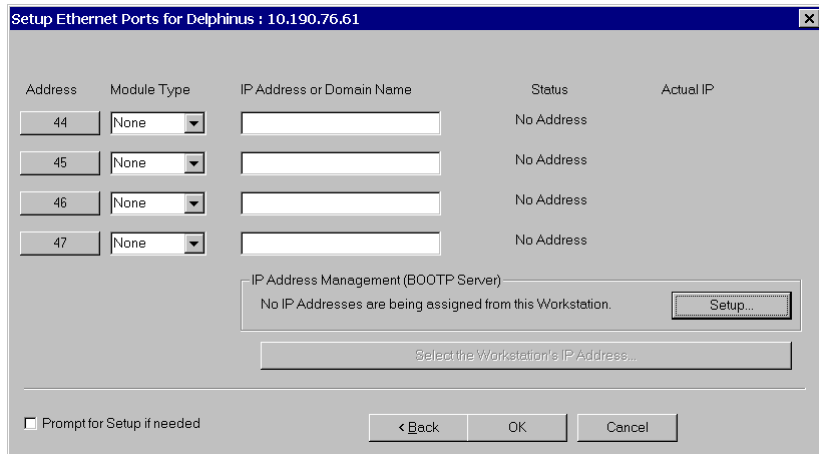 Setup Ethernet Ports for Delphinus : 10.190.76.61
Address Module Type IP Address or Domain Name Status Actual IP
44 None No Address
45 None No Address
46 None No Address
47 None No Address
IP Address Management (BOOTP Server)
No IP Addresses are being assigned from this Workstation. Setup...
Select the Workstation's IP Address...
Prompt for Setup if needed < Back OK Cancel